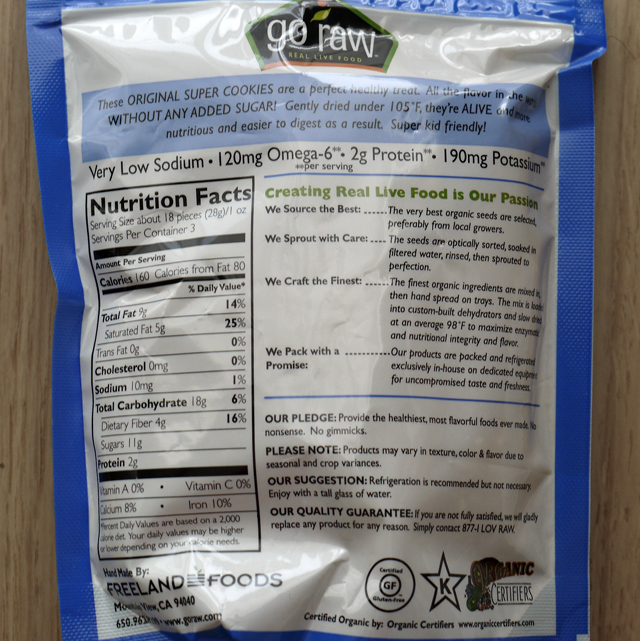 go raw
REAL LIVE FOOD
These ORIGINAL SUPER COOKIES are a perfect healthy treat. All the flavor in the
WITHOUT ANY ADDED SUGAR! Gently dried under 105°F, they're ALIVE and more
nutritious and easier to digest as a result. Super kid friendly!
Very Low Sodium • 120mg Omega-6** • 2g Protein** • 190mg Potassium**
**per serving
Nutrition Facts
Serving Size about 18 pieces (28g)/1 oz
Servings Per Container 3
Amount Per Serving
Calories 160 Calories from Fat 80
% Daily Value*
Total Fat 9g 14%
Saturated Fat 5g 25%
Trans Fat 0g 0%
Cholesterol 0mg 0%
Sodium 10mg 1%
Total Carbohydrate 18g 6%
Dietary Fiber 4g 16%
Sugars 11g
Protein 2g
Vitamin A 0% • Vitamin C 0%
Calcium 8% • Iron 10%
*Percent Daily Values are based on a 2,000
calorie diet. Your daily values may be higher
or lower depending on your calorie needs.
Creating Real Live Food is Our Passion
We Source the Best: ......The very best organic seeds are selected,
preferably from local growers.
We Sprout with Care: ....The seeds are optically sorted, soaked in
filtered water, rinsed, then sprouted to
perfection.
We Craft the Finest: ......The finest organic ingredients are mixed in,
then hand spread on trays. The mix is loaded
into custom-built dehydrators and slow dried
at an average 98°F to maximize enzymatic
and nutritional integrity and flavor.
We Pack with a ...........Our products are packed and refrigerated
Promise: exclusively in-house on dedicated equipment
for uncompromised taste and freshness.
OUR PLEDGE: Provide the healthiest, most flavorful foods ever made. No
nonsense. No gimmicks.
PLEASE NOTE: Products may vary in texture, color & flavor due to
seasonal and crop variances.
OUR SUGGESTION: Refrigeration is recommended but not necessary.
Enjoy with a tall glass of water.
OUR QUALITY GUARANTEE: If you are not fully satisfied, we will gladly
replace any product for any reason. Simply contact 877-I LOV RAW.
Hand Made By:
FREELAND FOODS
Mountain View, CA 94040
650.96 www.goraw.com
Certified
GF
Gluten-Free
K
ORGANIC
CERTIFIERS
Certified Organic by: Organic Certifiers www.organiccertifiers.com